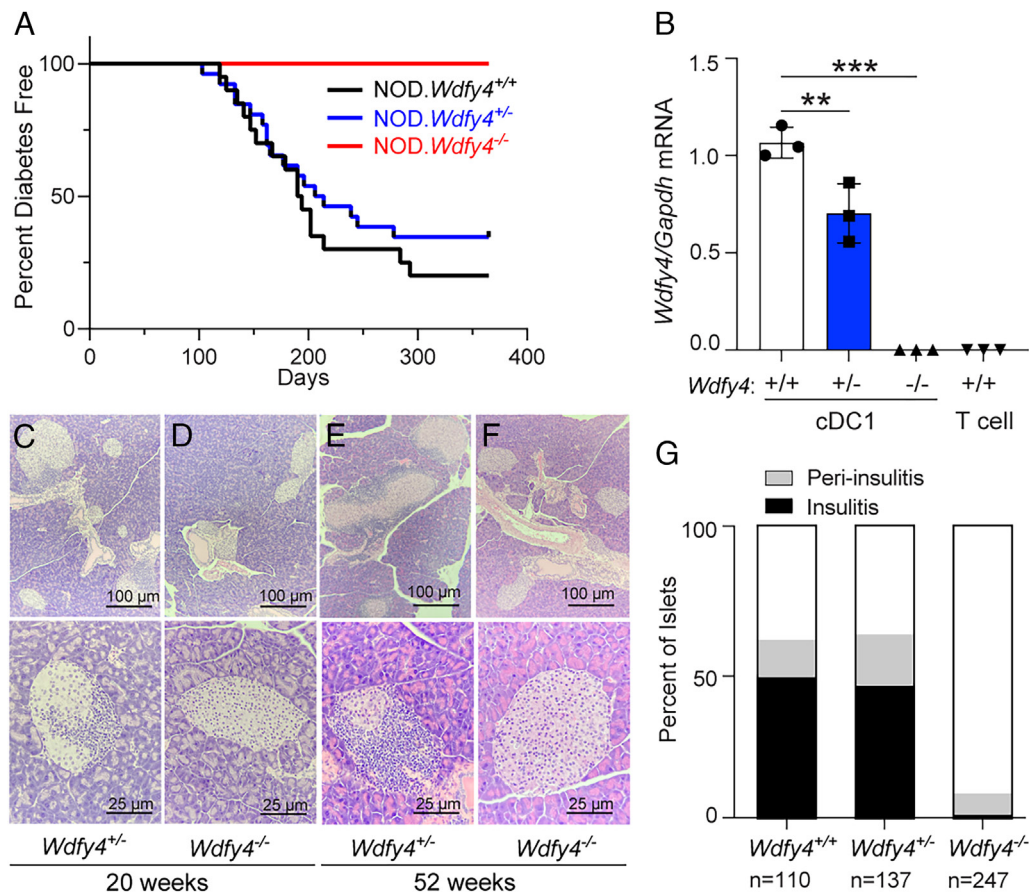 A
Percent Diabetes Free
100
50
0
NOD.Wdfy4+/+
NOD.Wdfy4+/-
NOD.Wdfy4-/-
0 100 200 300 400
Days
B
Wdfy4/Gapdh mRNA
1.5
1.0
0.5
0.0
***
**
Wdfy4: +/+ +/- -/- +/+
cDC1 T cell
C D E F
100 µm 100 µm 100 µm 100 µm
25 µm 25 µm 25 µm 25 µm
Wdfy4+/- Wdfy4-/- Wdfy4+/- Wdfy4-/-
20 weeks 52 weeks
G
Peri-insulitis
Insulitis
Percent of Islets
100
50
0
Wdfy4+/+ Wdfy4+/- Wdfy4-/-
n=110 n=137 n=247